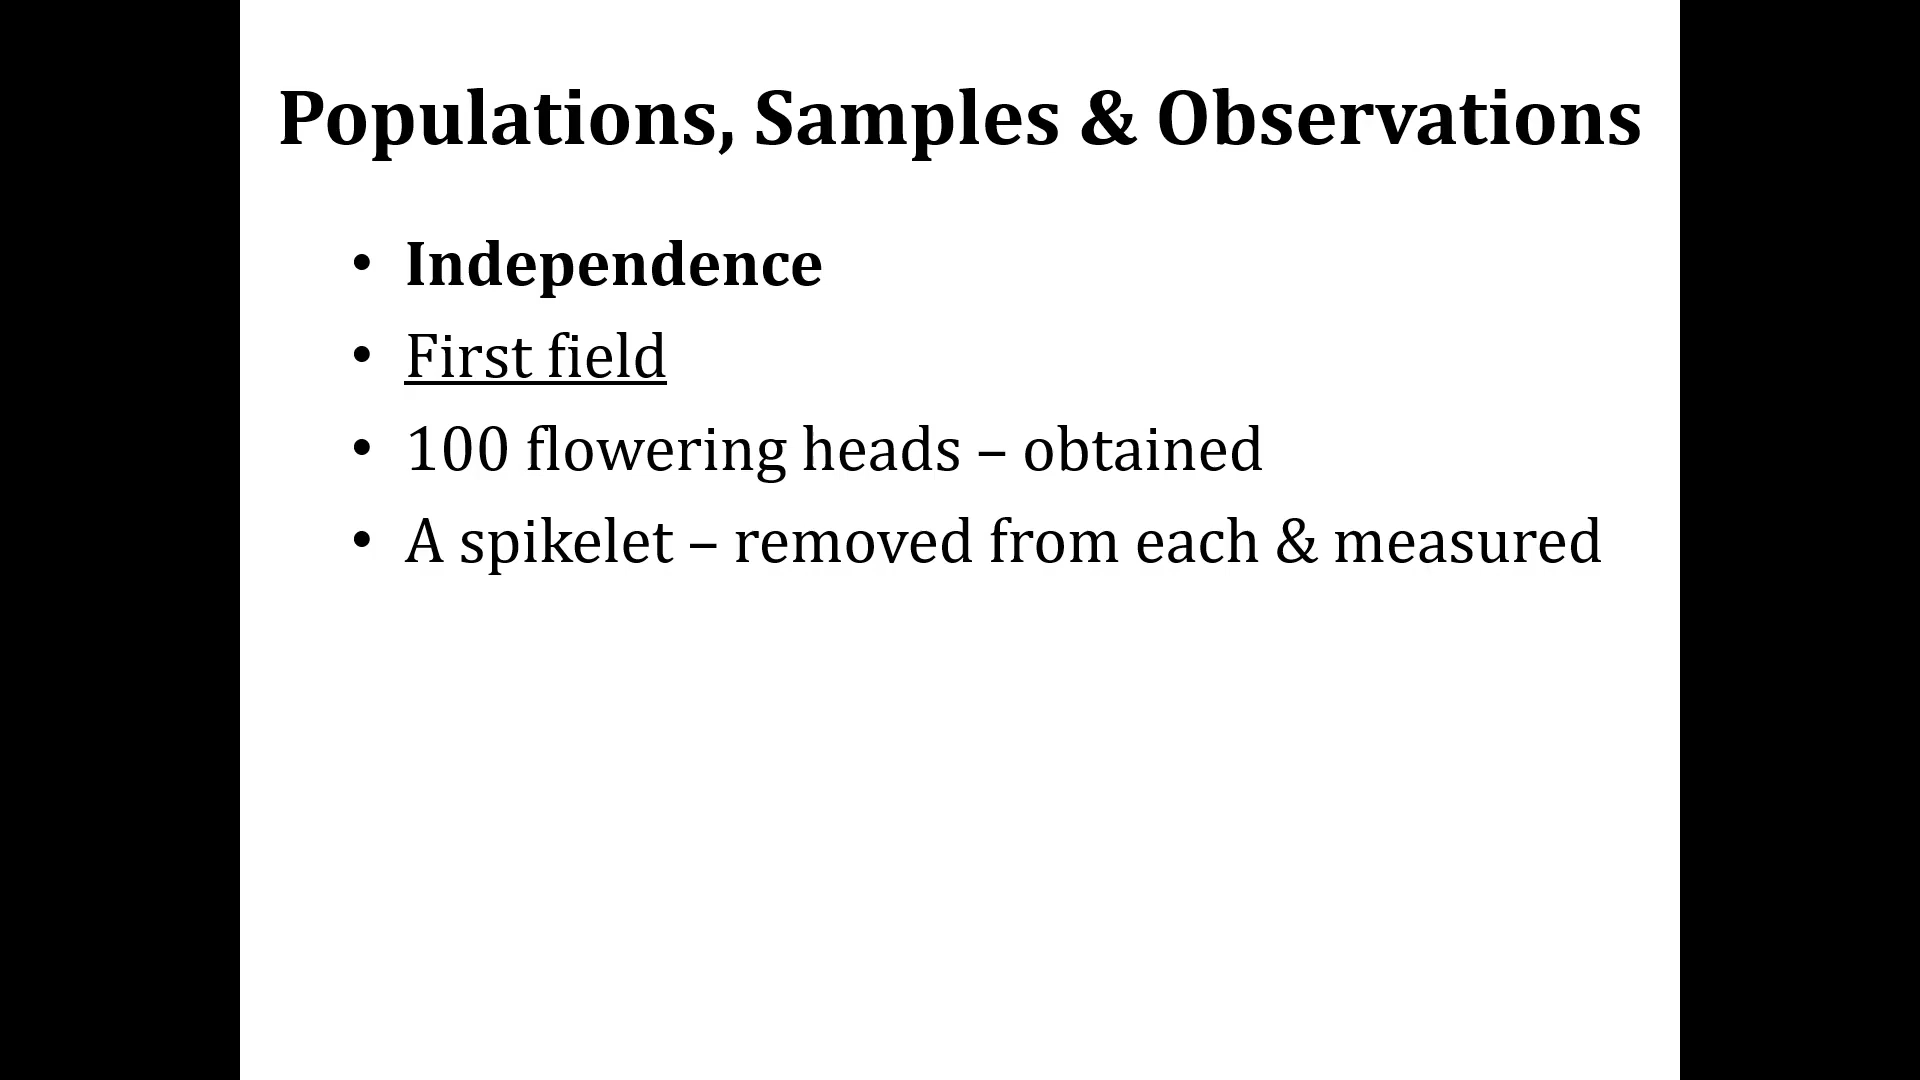 Populations, Samples & Observations
• Independence
• First field
• 100 flowering heads – obtained
• A spikelet – removed from each & measured